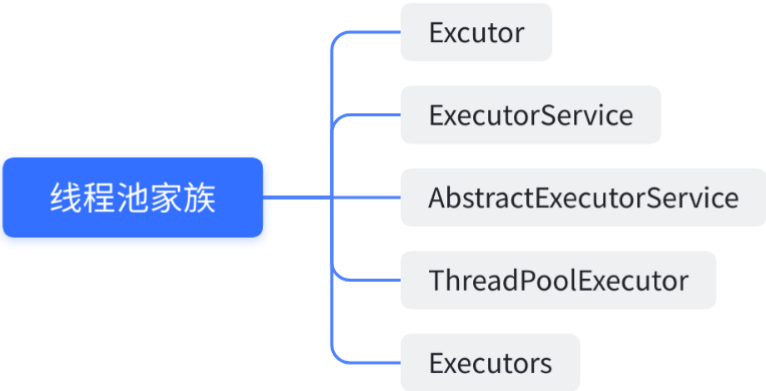 线程池家族
Excutor
ExecutorService
AbstractExecutorService
ThreadPoolExecutor
Executors